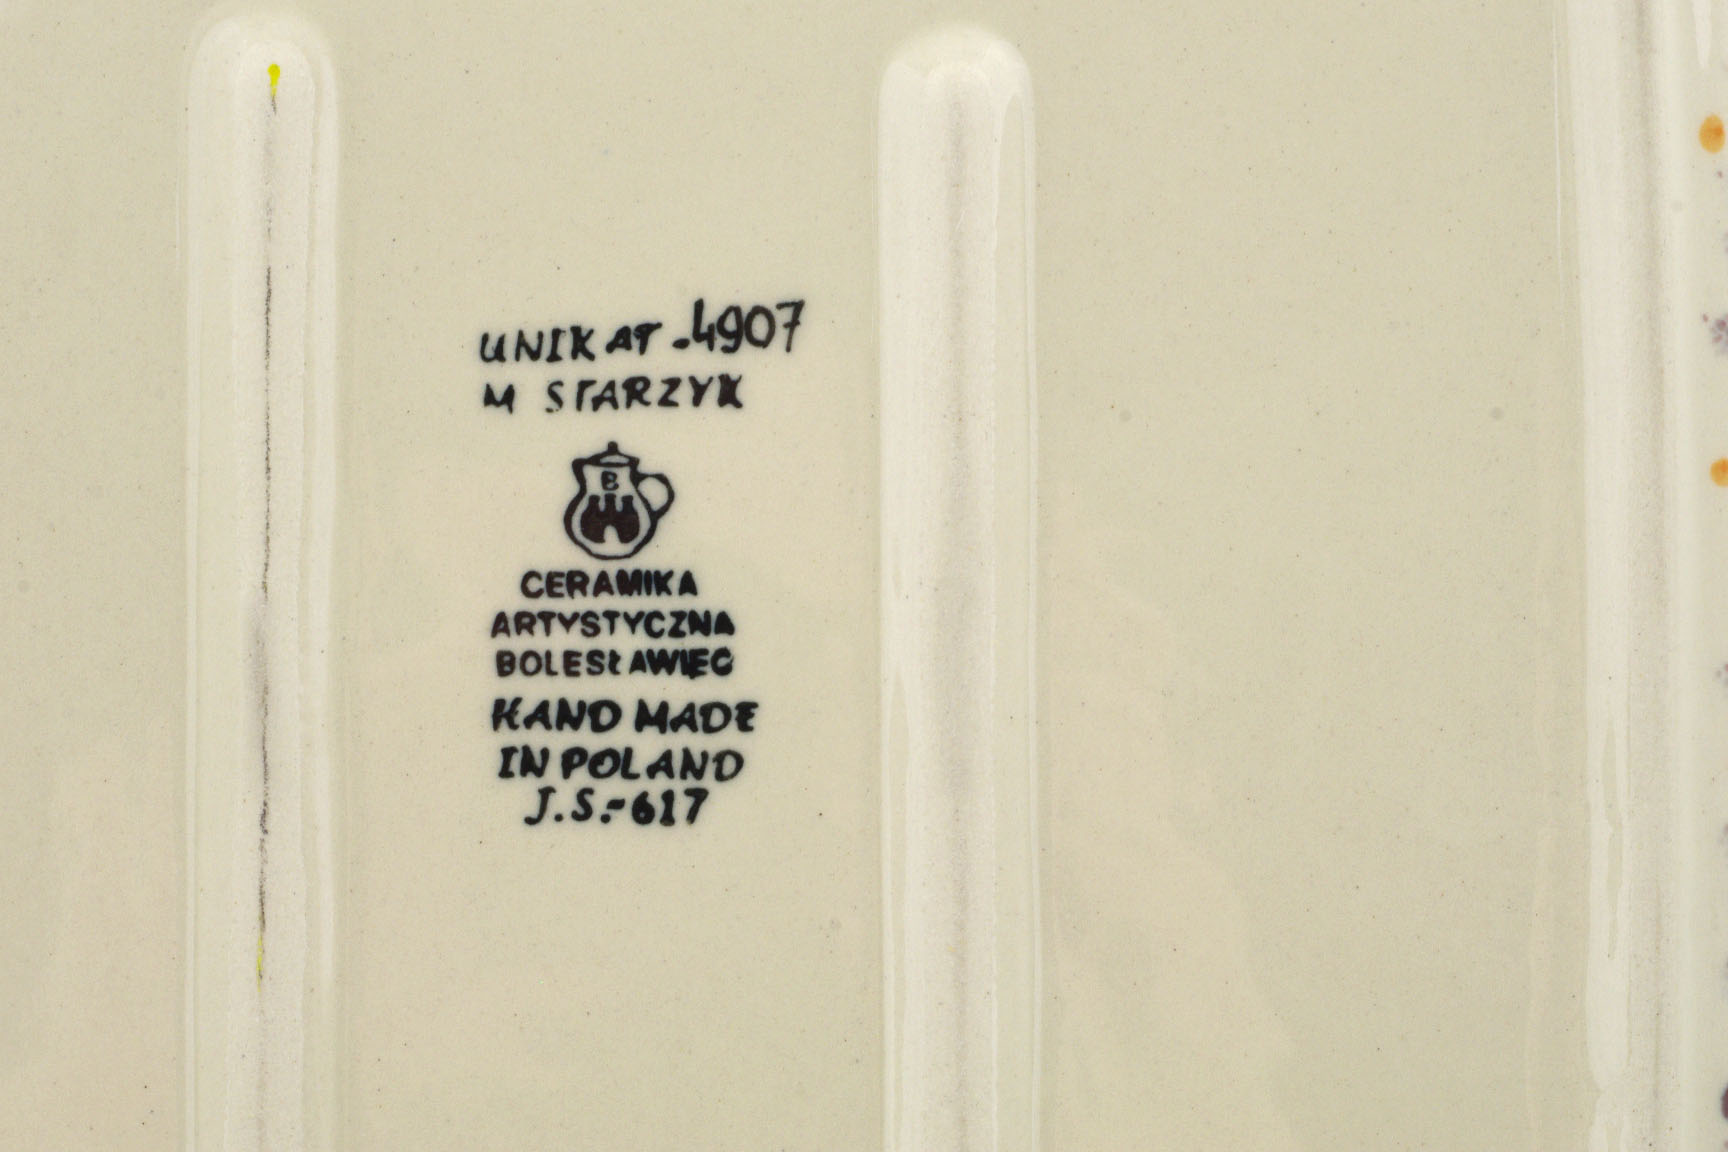 UNIKAT -4907
M STARZYK
B
CERAMIKA
ARTYSTYCZNA
BOLESŁAWIEC
HAND MADE
IN POLAND
J.S.-617